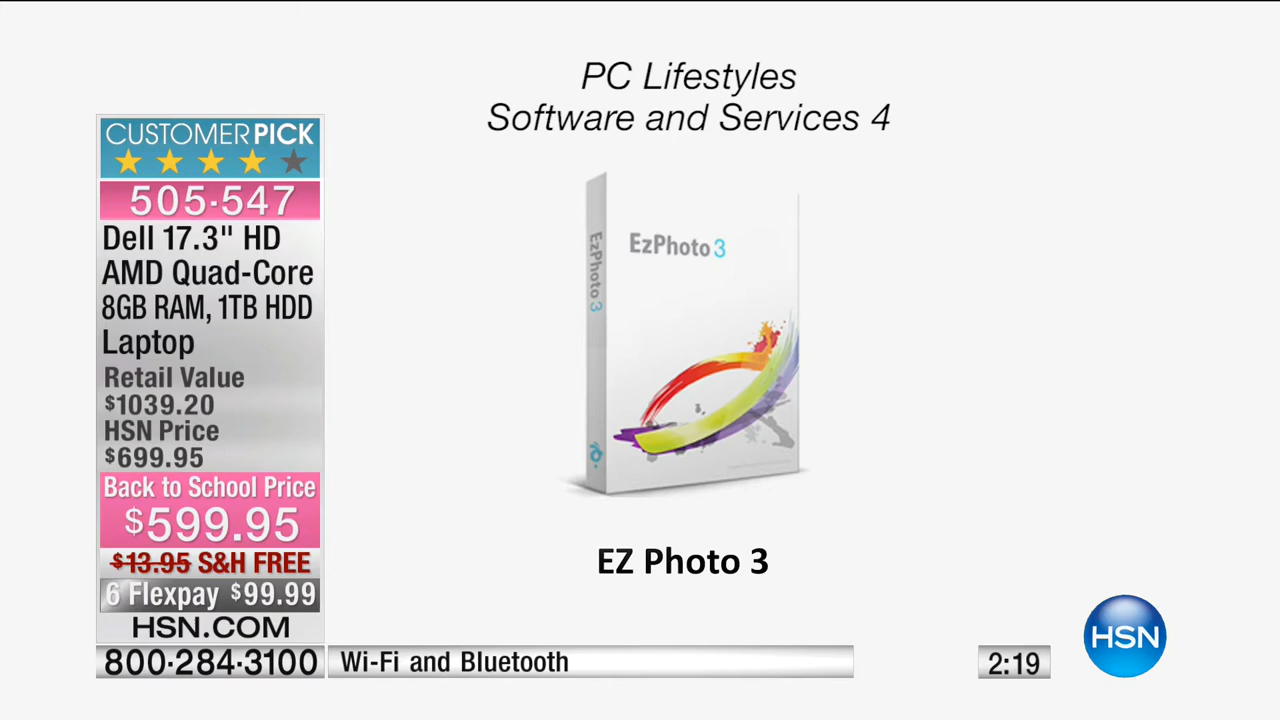 PC Lifestyles
Software and Services 4
CUSTOMER PICK
505-547
Dell 17.3" HD
AMD Quad-Core
8GB RAM, 1TB HDD
Laptop
Retail Value
$1039.20
HSN Price
$699.95
Back to School Price
$599.95
$13.95 S&H FREE
6 Flexpay $99.99
HSN.COM
800·284·3100
EzPhoto 3
EzPhoto 3
EZ Photo 3
Wi-Fi and Bluetooth
2:19
HSN